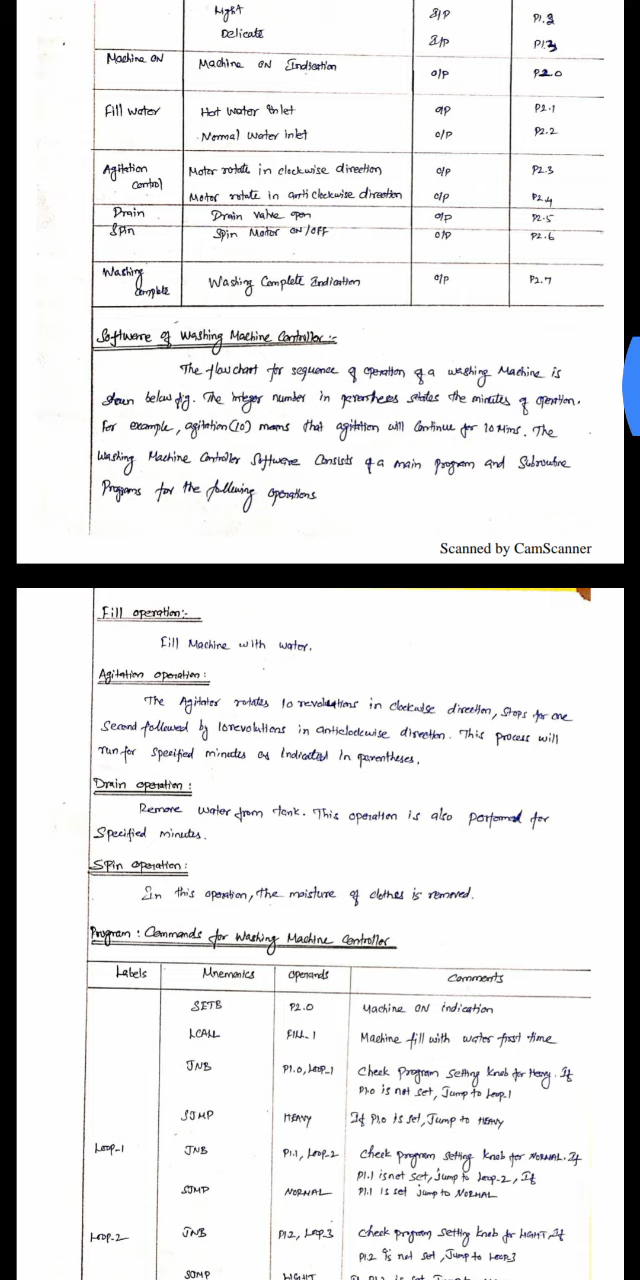 Light I/P P1.2
Delicate I/P P1.3
Machine ON Machine ON Indication O/P P2.0
Fill Water Hot Water Inlet O/P P2.1
Normal Water inlet O/P P2.2
Agitation Motor rotate in clockwise direction O/P P2.3
control Motor rotate in anti clockwise direction O/P P2.4
Drain Drain valve open O/P P2.5
Spin Spin Motor ON/OFF O/P P2.6
Washing Washing Complete Indication O/P P2.7
complete
Software of Washing Machine Controller :-
The flowchart for sequence of operation of a washing Machine is
shown below fig. The integer number in parentheses states the minutes of operation.
For example, agitation (10) means that agitation will continue for 10 Mins. The
Washing Machine Controller Software Consists of a main program and Subroutine
Programs for the following operations
Scanned by CamScanner
Fill operation:-
Fill Machine with water.
Agitation operation:
The Agitator rotates 10 revolutions in clockwise direction, stops for one
Second followed by 10 revolutions in anticlockwise direction. This process will
run for specified minutes as Indicated In parentheses.
Drain operation:
Remove water from tank. This operation is also performed for
Specified minutes.
Spin operation:
In this operation, the moisture of clothes is removed.
Program: Commands for Washing Machine Controller
Labels Mnemonics Operands Comments
SETB P2.0 Machine ON indication
LCALL FILL-1 Machine fill with water first time
JNB P1.0, Loop-1 Check Program setting knob for Heavy. If
P1.0 is not set, Jump to Loop.1
SJMP HEAVY If P1.0 is set, Jump to HEAVY
Loop-1 JNB P1.1, Loop-2 Check program setting knob for NORMAL. If
P1.1 is not set, jump to Loop-2, If
SJMP NORMAL P1.1 is set jump to NORMAL
Loop-2 JNB P1.2, Loop.3 Check program setting knob for LIGHT, If
P1.2 is not set, Jump to Loop3
SJMP LIGHT